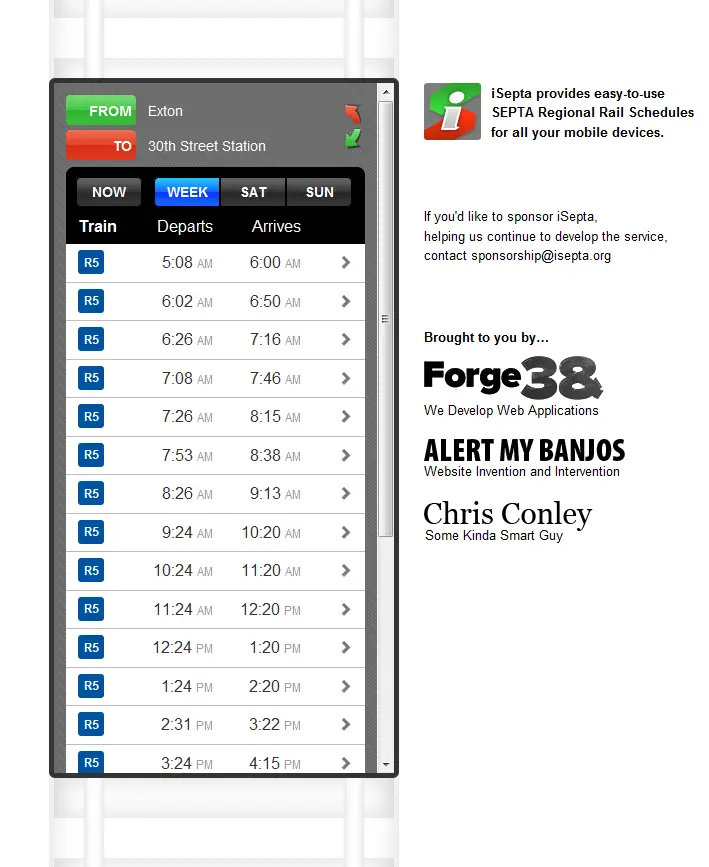 FROM Exton
TO 30th Street Station
NOW WEEK SAT SUN
Train Departs Arrives
R5 5:08 AM 6:00 AM
R5 6:02 AM 6:50 AM
R5 6:26 AM 7:16 AM
R5 7:08 AM 7:46 AM
R5 7:26 AM 8:15 AM
R5 7:53 AM 8:38 AM
R5 8:26 AM 9:13 AM
R5 9:24 AM 10:20 AM
R5 10:24 AM 11:20 AM
R5 11:24 AM 12:20 PM
R5 12:24 PM 1:20 PM
R5 1:24 PM 2:20 PM
R5 2:31 PM 3:22 PM
R5 3:24 PM 4:15 PM
i
iSepta provides easy-to-use
SEPTA Regional Rail Schedules
for all your mobile devices.
If you'd like to sponsor iSepta,
helping us continue to develop the service,
contact sponsorship@isepta.org
Brought to you by...
Forge38
We Develop Web Applications
ALERT MY BANJOS
Website Invention and Intervention
Chris Conley
Some Kinda Smart Guy